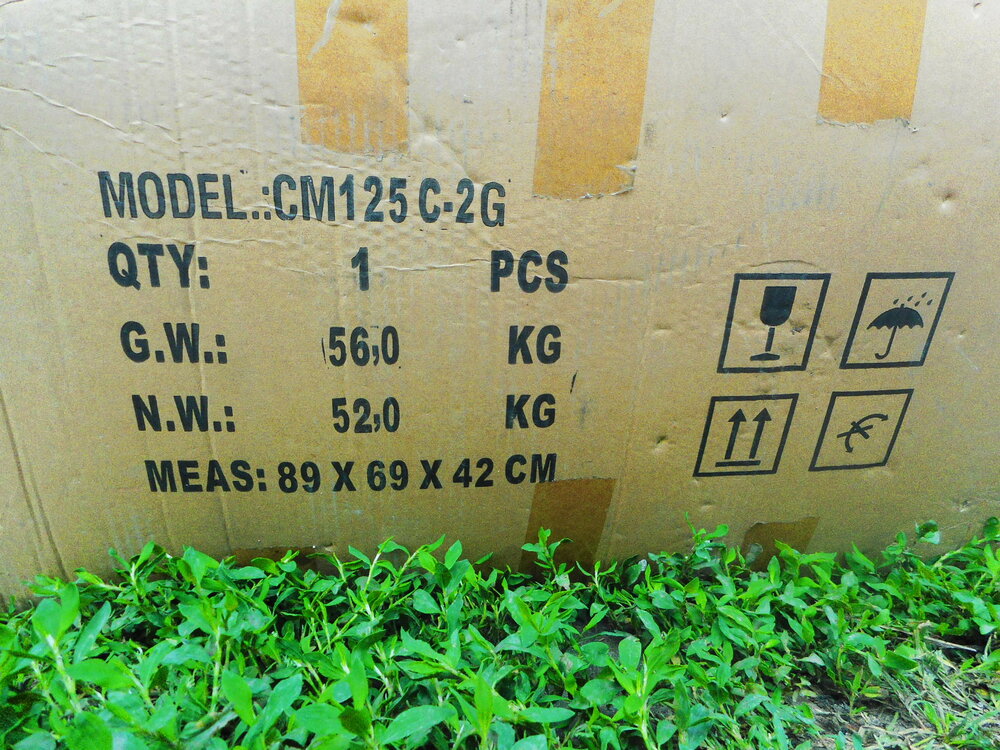 MODEL.:CM125 C-2G
QTY: 1 PCS
G.W.: 56,0 KG
N.W.: 52,0 KG
MEAS: 89 X 69 X 42 CM